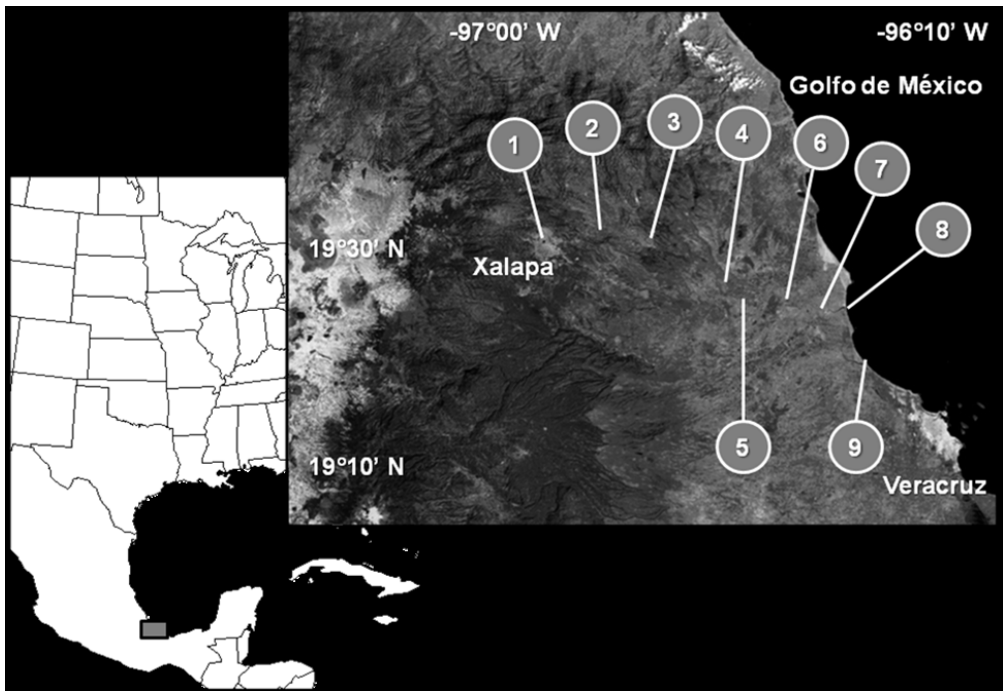 -97°00' W
-96°10' W
Golfo de México
1
2
3
4
6
7
8
19°30' N
Xalapa
5
9
19°10' N
Veracruz